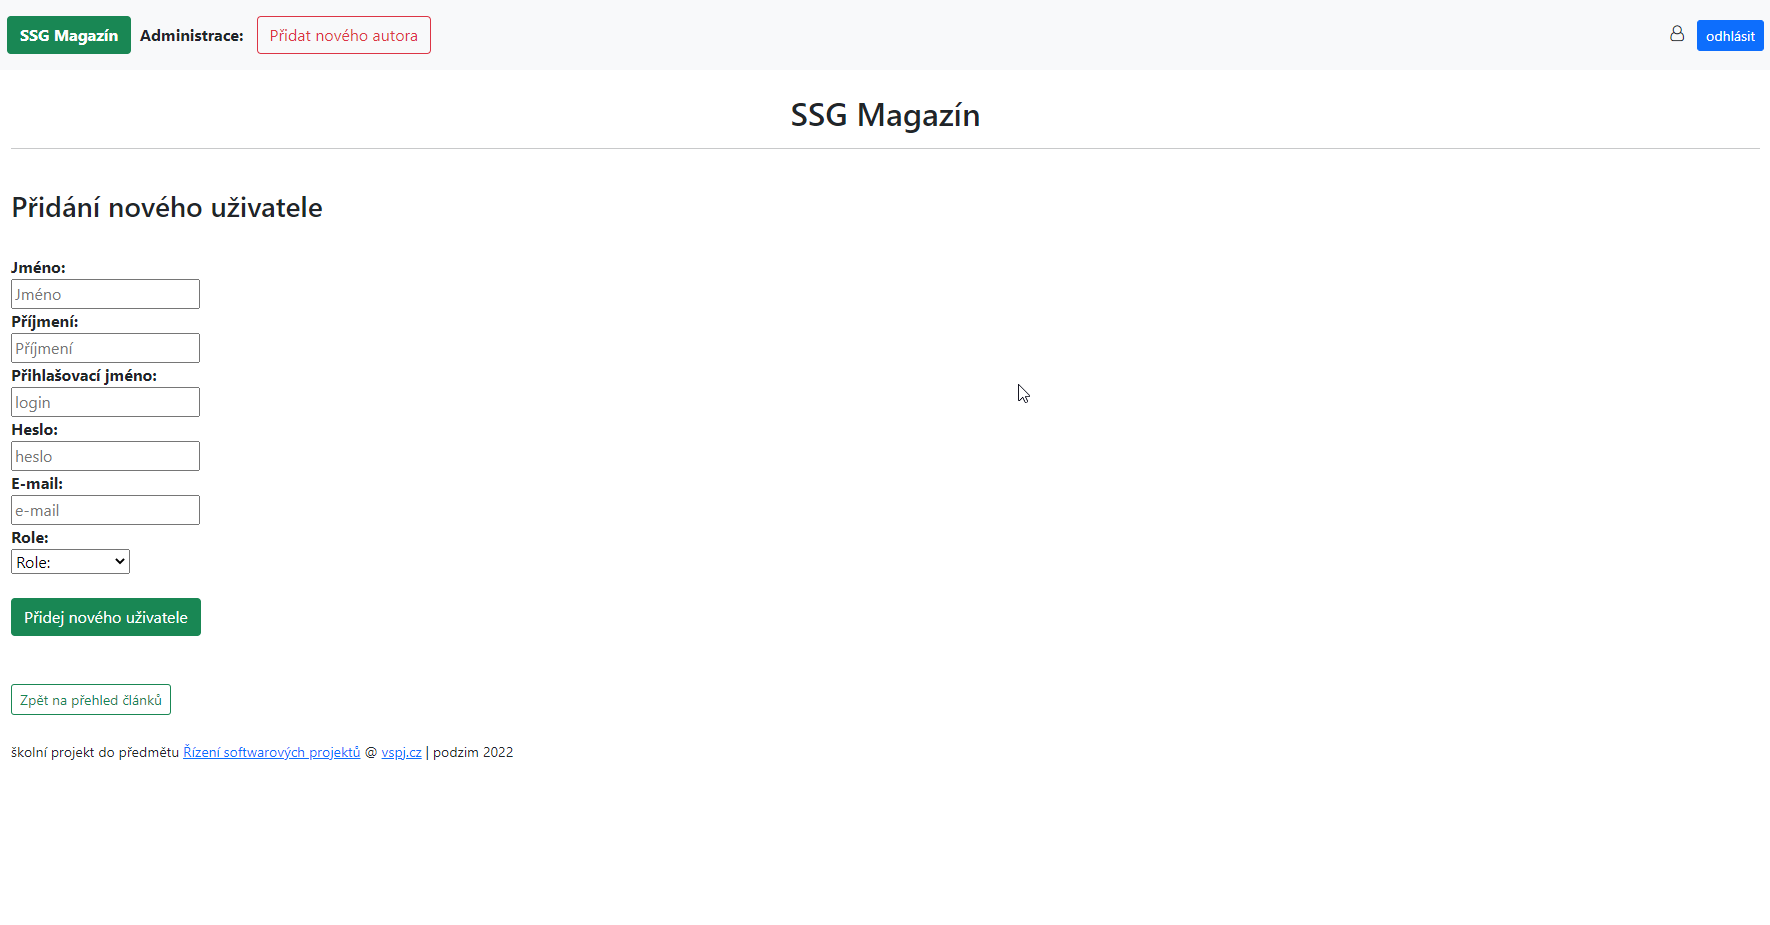 SSG Magazín Administrace: Přidat nového autora odhlásit
SSG Magazín
Přidání nového uživatele
Jméno:
Jméno
Příjmení:
Příjmení
Přihlašovací jméno:
login
Heslo:
heslo
E-mail:
e-mail
Role:
Role:
Přidej nového uživatele
Zpět na přehled článků
školní projekt do předmětu Řízení softwarových projektů @ vspj.cz | podzim 2022